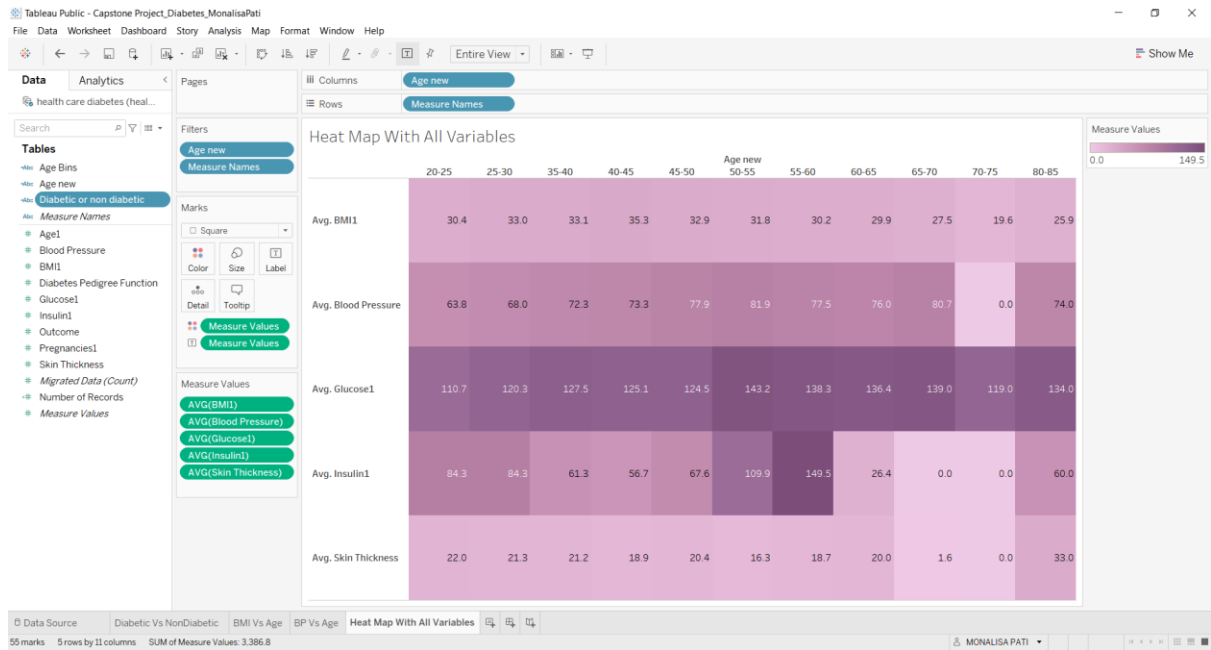 Tableau Public - Capstone Project_Diabetes_MonalisaPati
File Data Worksheet Dashboard Story Analysis Map Format Window Help
Entire View
Show Me
Data Analytics
health care diabetes (heal...
Search
Tables
Abc Age Bins
Abc Age new
Abc Diabetic or non diabetic
Abc Measure Names
# Age1
# Blood Pressure
# BMI1
# Diabetes Pedigree Function
# Glucose1
# Insulin1
# Outcome
# Pregnancies1
# Skin Thickness
# Migrated Data (Count)
# Number of Records
# Measure Values
Pages
Filters
Age new
Measure Names
Marks
Square
Color Size Label
Detail Tooltip
Measure Values
Measure Values
Measure Values
AVG(BMI1)
AVG(Blood Pressure)
AVG(Glucose1)
AVG(Insulin1)
AVG(Skin Thickness)
Columns Age new
Rows Measure Names
Heat Map With All Variables
Age new
20-25 25-30 35-40 40-45 45-50 50-55 55-60 60-65 65-70 70-75 80-85
Avg. BMI1 30.4 33.0 33.1 35.3 32.9 31.8 30.2 29.9 27.5 19.6 25.9
Avg. Blood Pressure 63.8 68.0 72.3 73.3 77.9 81.9 77.5 76.0 80.7 0.0 74.0
Avg. Glucose1 110.7 120.3 127.5 125.1 124.5 143.2 138.3 136.4 139.0 119.0 134.0
Avg. Insulin1 84.3 84.3 61.3 56.7 67.6 109.9 149.5 26.4 0.0 0.0 60.0
Avg. Skin Thickness 22.0 21.3 21.2 18.9 20.4 16.3 18.7 20.0 1.6 0.0 33.0
Measure Values
0.0 149.5
Data Source Diabetic Vs NonDiabetic BMI Vs Age BP Vs Age Heat Map With All Variables
55 marks 5 rows by 11 columns SUM of Measure Values: 3,386.8
MONALISA PATI